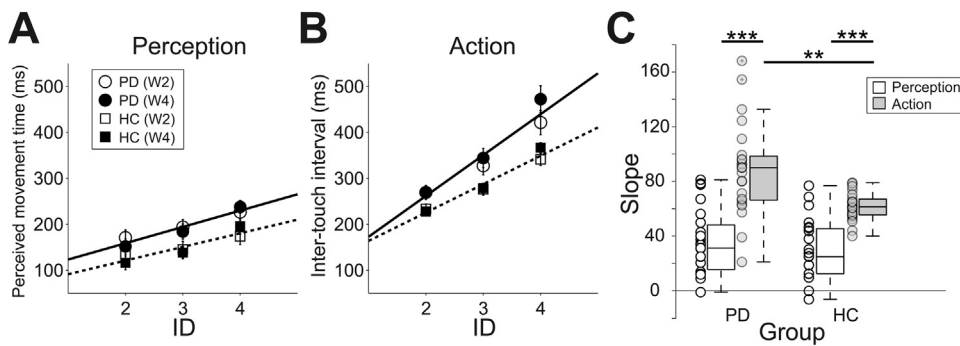 A
Perception
Perceived movement time (ms)
500
400
300
200
100
PD (W2)
PD (W4)
HC (W2)
HC (W4)
2 3 4
ID
B
Action
Inter-touch interval (ms)
500
400
300
200
100
2 3 4
ID
C
*** ***
**
Perception
Action
Slope
160
120
80
40
0
PD HC
Group